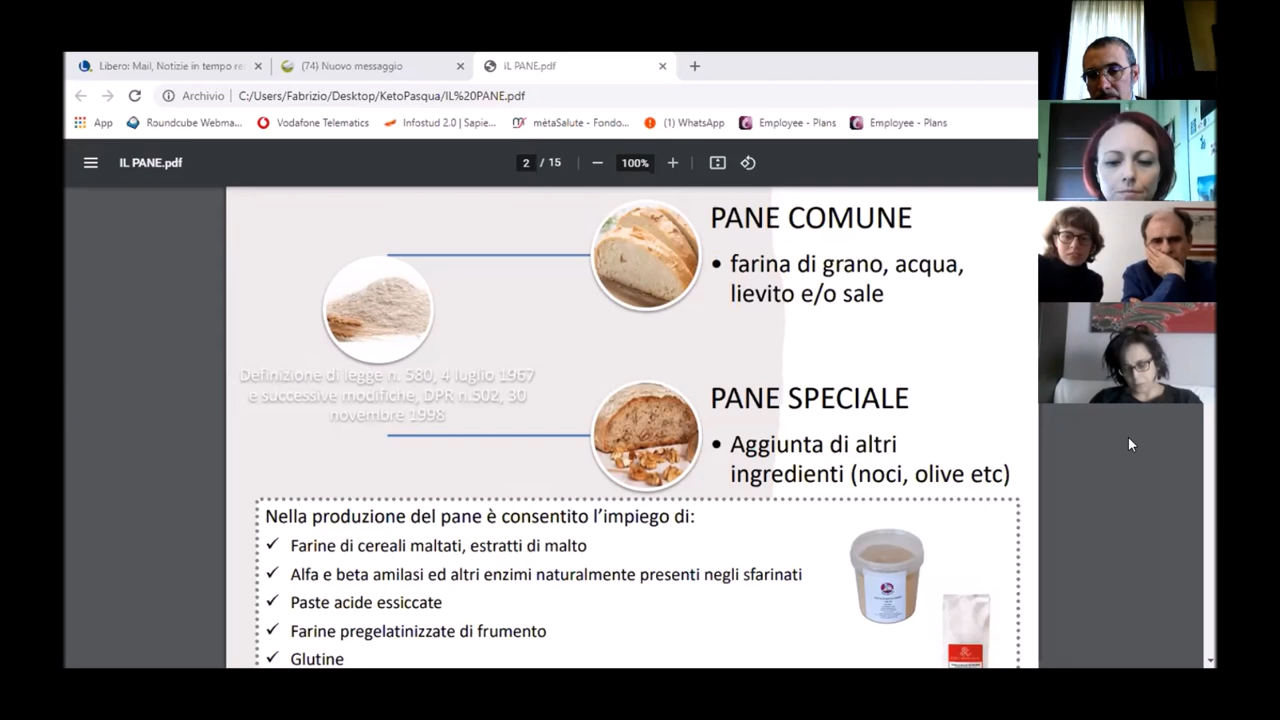 Libero: Mail, Notizie in tempo re
(74) Nuovo messaggio
IL PANE.pdf
Archivio
C:/Users/Fabrizio/Desktop/KetoPasqua/IL%20PANE.pdf
App
Roundcube Webma...
Vodafone Telematics
Infostud 2.0 | Sapie...
mètaSalute - Fondo...
(1) WhatsApp
Employee - Plans
Employee - Plans
IL PANE.pdf
2 / 15
100%
PANE COMUNE
• farina di grano, acqua,
lievito e/o sale
Definizione di legge n. 580, 4 luglio 1967
e successive modifiche, DPR n.502, 30
novembre 1998
PANE SPECIALE
• Aggiunta di altri
ingredienti (noci, olive etc)
Nella produzione del pane è consentito l’impiego di:
✓ Farine di cereali maltati, estratti di malto
✓ Alfa e beta amilasi ed altri enzimi naturalmente presenti negli sfarinati
✓ Paste acide essiccate
✓ Farine pregelatinizzate di frumento
✓ Glutine